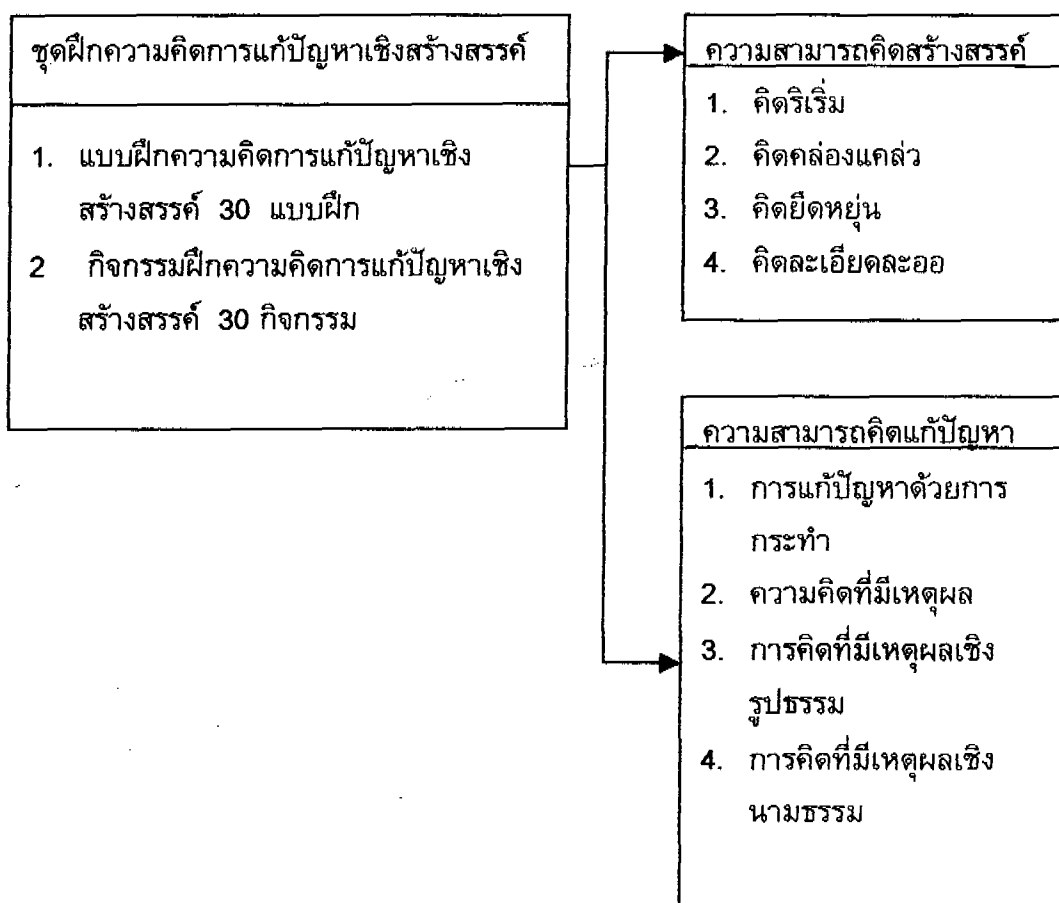 ชุดฝึกความคิดการแก้ปัญหาเชิงสร้างสรรค์
1. แบบฝึกความคิดการแก้ปัญหาเชิง
สร้างสรรค์ 30 แบบฝึก
2 กิจกรรมฝึกความคิดการแก้ปัญหาเชิง
สร้างสรรค์ 30 กิจกรรม
ความสามารถคิดสร้างสรรค์
1. คิดริเริ่ม
2. คิดคล่องแคล่ว
3. คิดยืดหยุ่น
4. คิดละเอียดละออ
ความสามารถคิดแก้ปัญหา
1. การแก้ปัญหาด้วยการ
กระทำ
2. ความคิดที่มีเหตุผล
3. การคิดที่มีเหตุผลเชิง
รูปธรรม
4. การคิดที่มีเหตุผลเชิง
นามธรรม